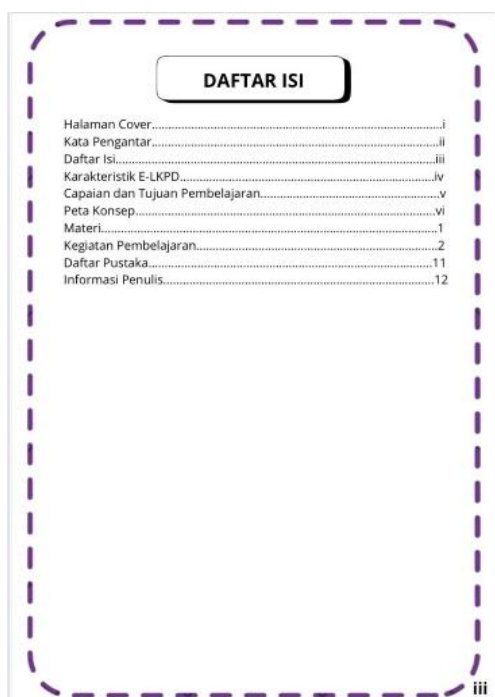 DAFTAR ISI
Halaman Cover....................................................................................i
Kata Pengantar....................................................................................ii
Daftar Isi....................................................................................iii
Karakteristik E-LKPD....................................................................................iv
Capaian dan Tujuan Pembelajaran....................................................................................v
Peta Konsep....................................................................................vi
Materi....................................................................................1
Kegiatan Pembelajaran....................................................................................2
Daftar Pustaka....................................................................................11
Informasi Penulis....................................................................................12
iii